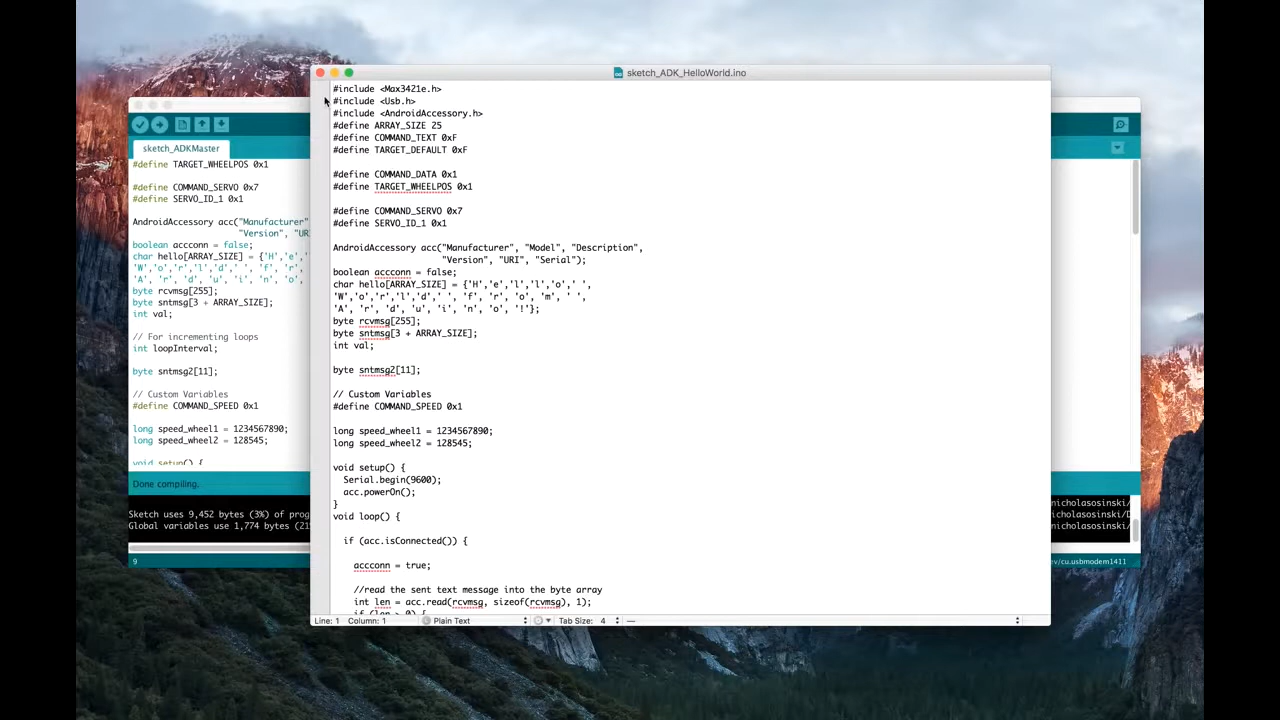 sketch_ADK_HelloWorld.ino
#include <Max3421e.h>
#include <Usb.h>
#include <AndroidAccessory.h>
#define ARRAY_SIZE 25
#define COMMAND_TEXT 0xF
#define TARGET_DEFAULT 0xF
#define COMMAND_DATA 0x1
#define TARGET_WHEELPOS 0x1
#define COMMAND_SERVO 0x7
#define SERVO_ID_1 0x1
AndroidAccessory acc("Manufacturer", "Model", "Description",
"Version", "URI", "Serial");
boolean accconn = false;
char hello[ARRAY_SIZE] = {'H','e','l','l','o',' ',
'W','o','r','l','d',' ', 'f', 'r', 'o', 'm', ' ',
'A', 'r', 'd', 'u', 'i', 'n', 'o', '!'};
byte rcvmsg[255];
byte sntmsg[3 + ARRAY_SIZE];
int val;
byte sntmsg2[11];
// Custom Variables
#define COMMAND_SPEED 0x1
long speed_wheel1 = 1234567890;
long speed_wheel2 = 128545;
void setup() {
Serial.begin(9600);
acc.powerOn();
}
void loop() {
if (acc.isConnected()) {
accconn = true;
//read the sent text message into the byte array
int len = acc.read(rcvmsg, sizeof(rcvmsg), 1);
if (len > 0) {
Line: 1 Column: 1 Plain Text Tab Size: 4 —
sketch_ADKMaster
#define TARGET_WHEELPOS 0x1
#define COMMAND_SERVO 0x7
#define SERVO_ID_1 0x1
AndroidAccessory acc("Manufacturer"
"Version", "UR
boolean accconn = false;
char hello[ARRAY_SIZE] = {'H','e','
'W','o','r','l','d',' ', 'f', 'r',
'A', 'r', 'd', 'u', 'i', 'n', 'o',
byte rcvmsg[255];
byte sntmsg[3 + ARRAY_SIZE];
int val;
// For incrementing loops
int loopInterval;
byte sntmsg2[11];
// Custom Variables
#define COMMAND_SPEED 0x1
long speed_wheel1 = 1234567890;
long speed_wheel2 = 128545;
void setup() {
Done compiling.
nicholasosinski/
Sketch uses 9,452 bytes (3%) of prog
nicholasosinski/D
Global variables use 1,774 bytes (21
nicholasosinski/
9
ev/cu.usbmodem1411